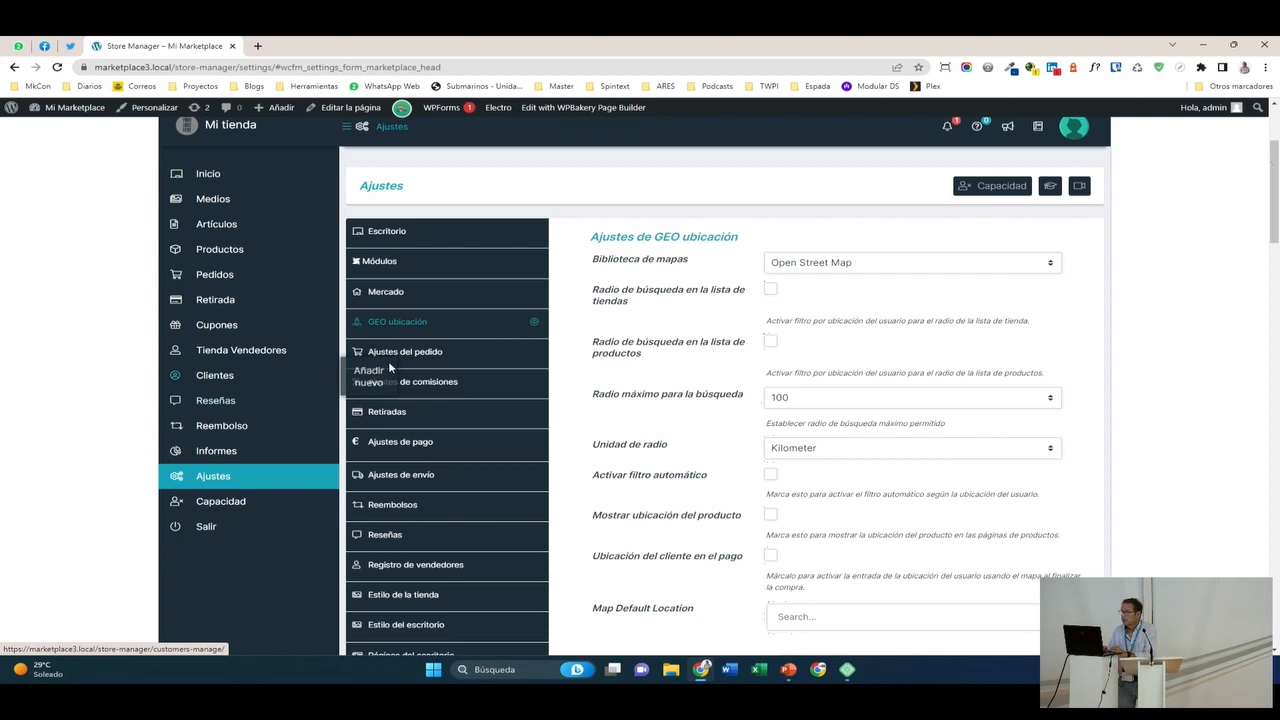 Store Manager – Mi Marketplace
marketplace3.local/store-manager/settings/#wcfm_settings_form_marketplace_head
MkCon
Diarios
Correos
Proyectos
Blogs
Herramientas
WhatsApp Web
Submarinos - Unida...
Master
Spintext
ARES
Podcasts
TWPI
Espada
Modular DS
Plex
Otros marcadores
Mi Marketplace
Personalizar
2
0
Añadir
Editar la página
WPForms 1
Electro
Edit with WPBakery Page Builder
Hola, admin
Mi tienda
Ajustes
1
0
Inicio
Medios
Artículos
Productos
Pedidos
Retirada
Cupones
Tienda Vendedores
Clientes
Reseñas
Reembolso
Informes
Ajustes
Capacidad
Salir
Ajustes
Capacidad
Escritorio
Módulos
Mercado
GEO ubicación
Ajustes del pedido
Añadir
nuevo
de comisiones
Retiradas
Ajustes de pago
Ajustes de envío
Reembolsos
Reseñas
Registro de vendedores
Estilo de la tienda
Estilo del escritorio
Páginas del escritorio
Ajustes de GEO ubicación
Biblioteca de mapas
Open Street Map
Radio de búsqueda en la lista de
tiendas
Activar filtro por ubicación del usuario para el radio de la lista de tienda.
Radio de búsqueda en la lista de
productos
Activar filtro por ubicación del usuario para el radio de la lista de productos.
Radio máximo para la búsqueda
100
Establecer radio de búsqueda máximo permitido
Unidad de radio
Kilometer
Activar filtro automático
Marca esto para activar el filtro automático según la ubicación del usuario.
Mostrar ubicación del producto
Marca esto para mostrar la ubicación del producto en las páginas de productos.
Ubicación del cliente en el pago
Márcalo para activar la entrada de la ubicación del usuario usando el mapa al finalizar
la compra.
Map Default Location
Search...
https://marketplace3.local/store-manager/customers-manage/
29°C
Soleado
Búsqueda